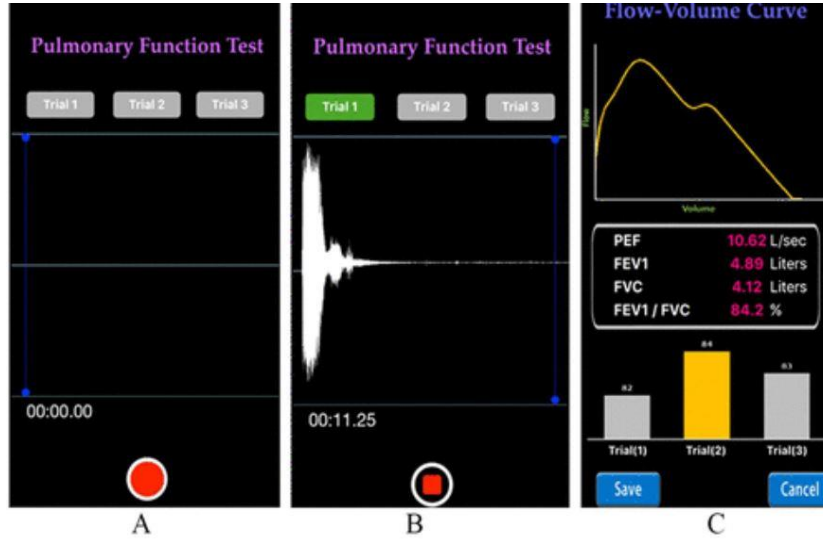 Pulmonary Function Test
Trial 1 Trial 2 Trial 3
00:00.00
A
Pulmonary Function Test
Trial 1 Trial 2 Trial 3
00:11.25
B
Flow-Volume Curve
Flow
Volume
PEF 10.62 L/sec
FEV1 4.89 Liters
FVC 4.12 Liters
FEV1 / FVC 84.2 %
82 84 83
Trial(1) Trial(2) Trial(3)
Save Cancel
C